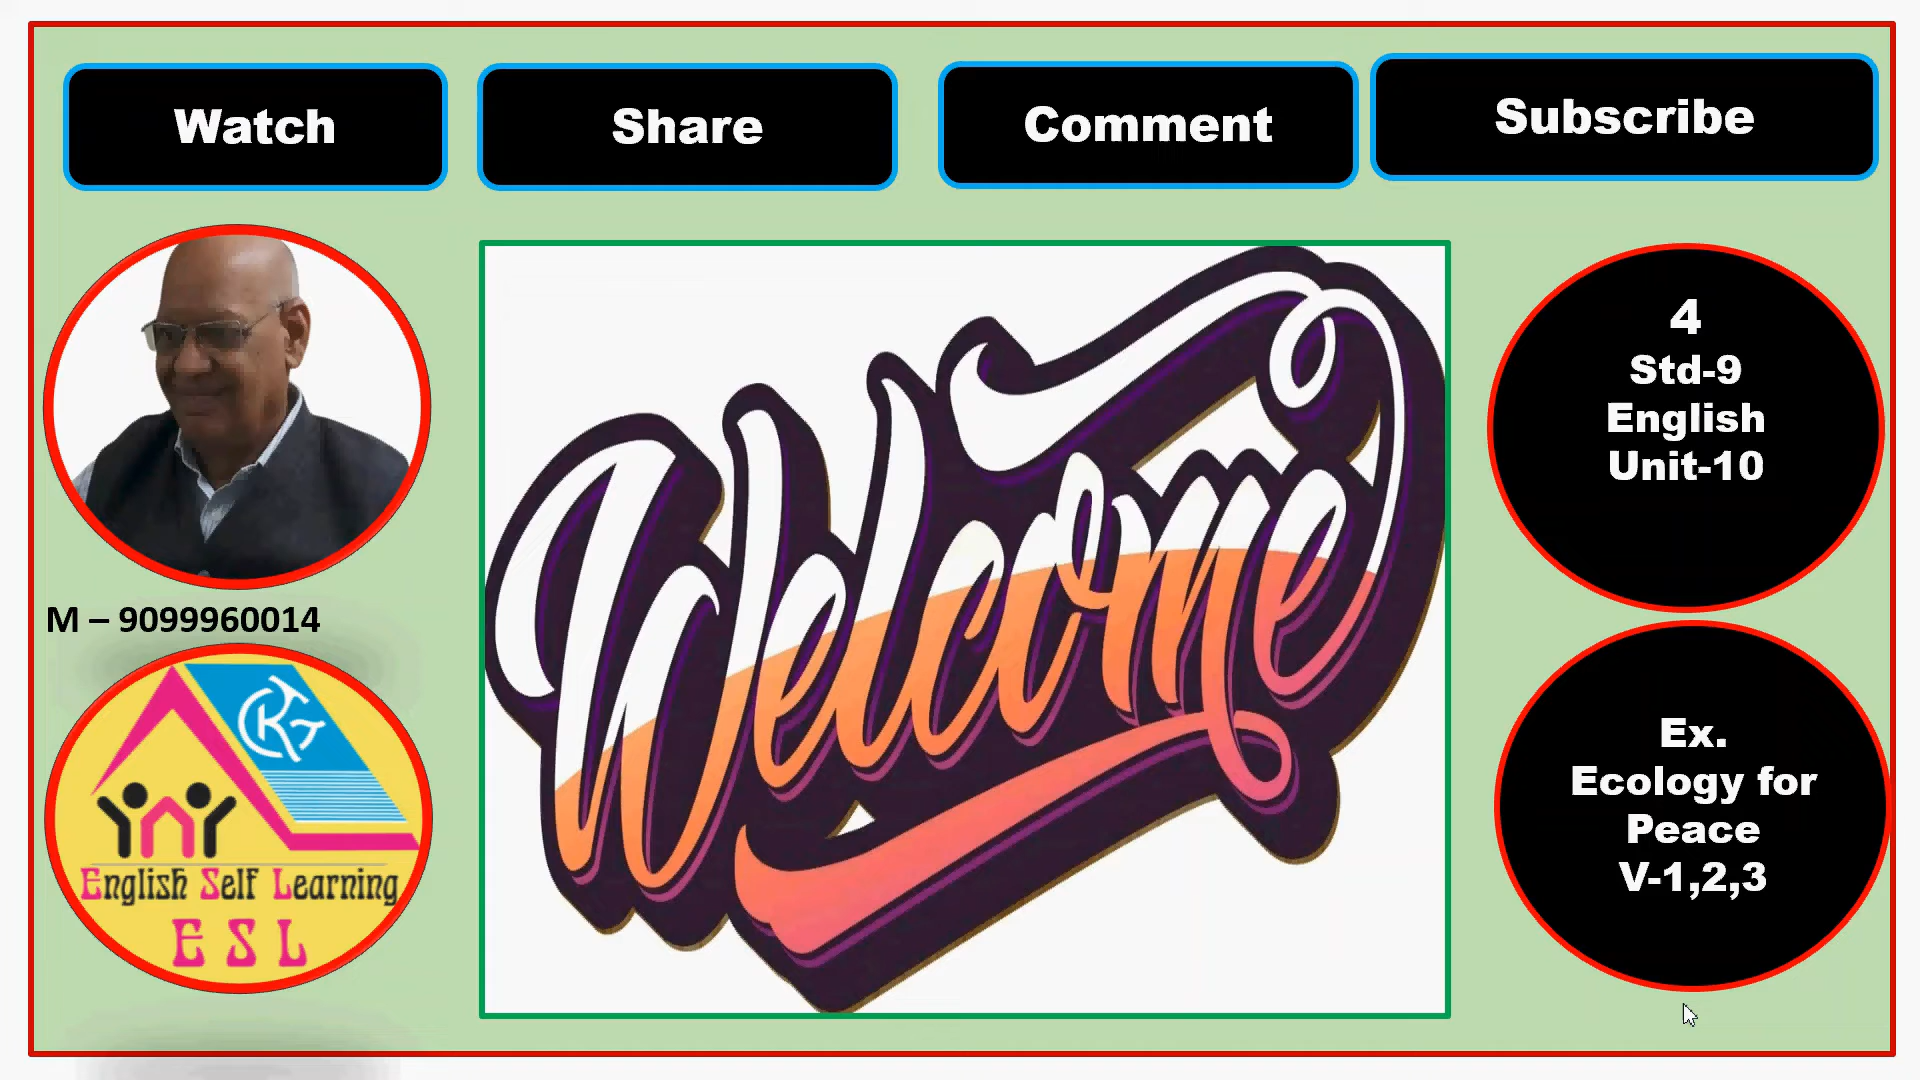 Watch
Share
Comment
Subscribe
Welcome
4
Std-9
English
Unit-10
M – 9099960014
English Self Learning
E S L
Ex.
Ecology for
Peace
V-1,2,3